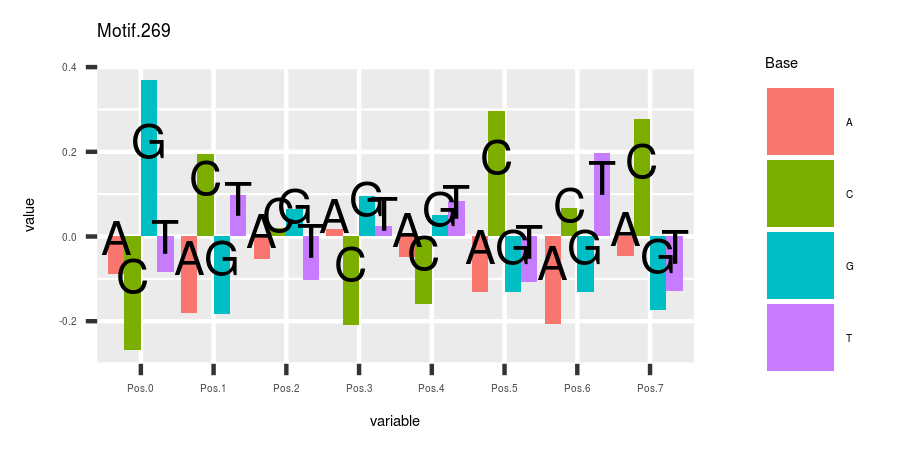 Motif.269
Base
0.4
0.2
0.0
-0.2
value
A C G T
A C G T
A C G T
A C G T
A C G T
A C G T
A C G T
A C G T
Pos.0 Pos.1 Pos.2 Pos.3 Pos.4 Pos.5 Pos.6 Pos.7
variable
A
C
G
T